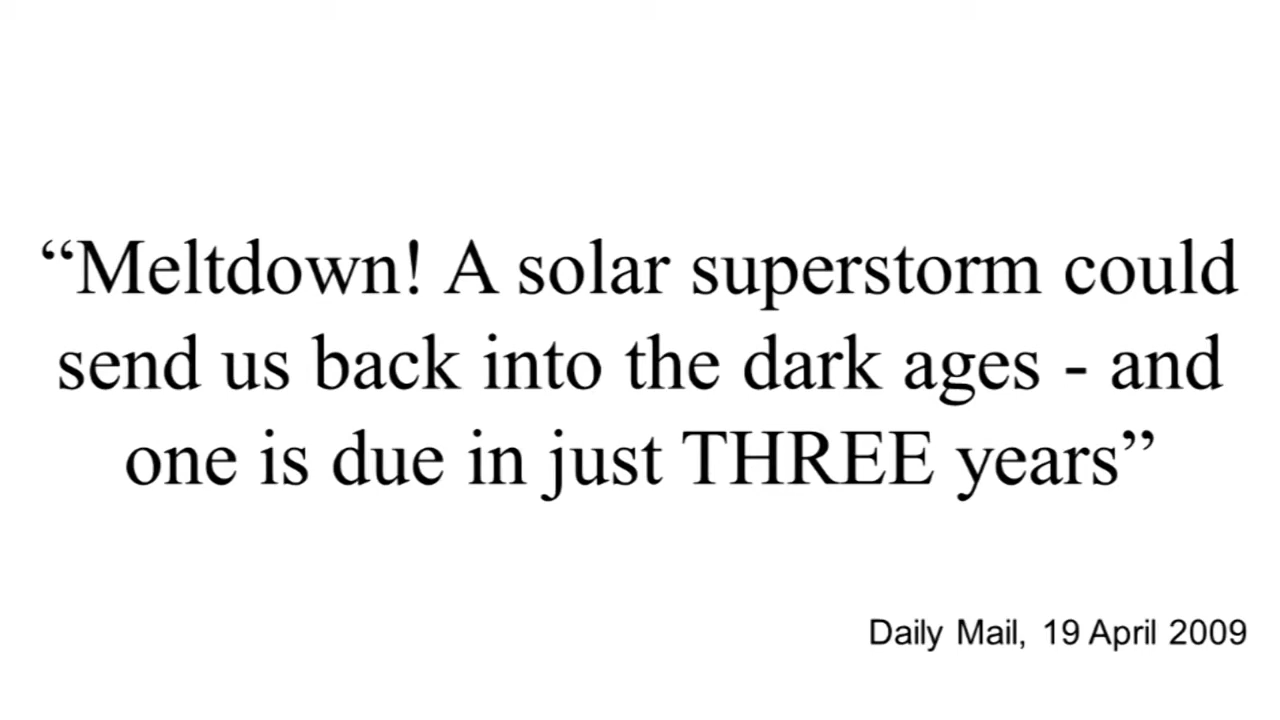 “Meltdown! A solar superstorm could
send us back into the dark ages - and
one is due in just THREE years”
Daily Mail, 19 April 2009